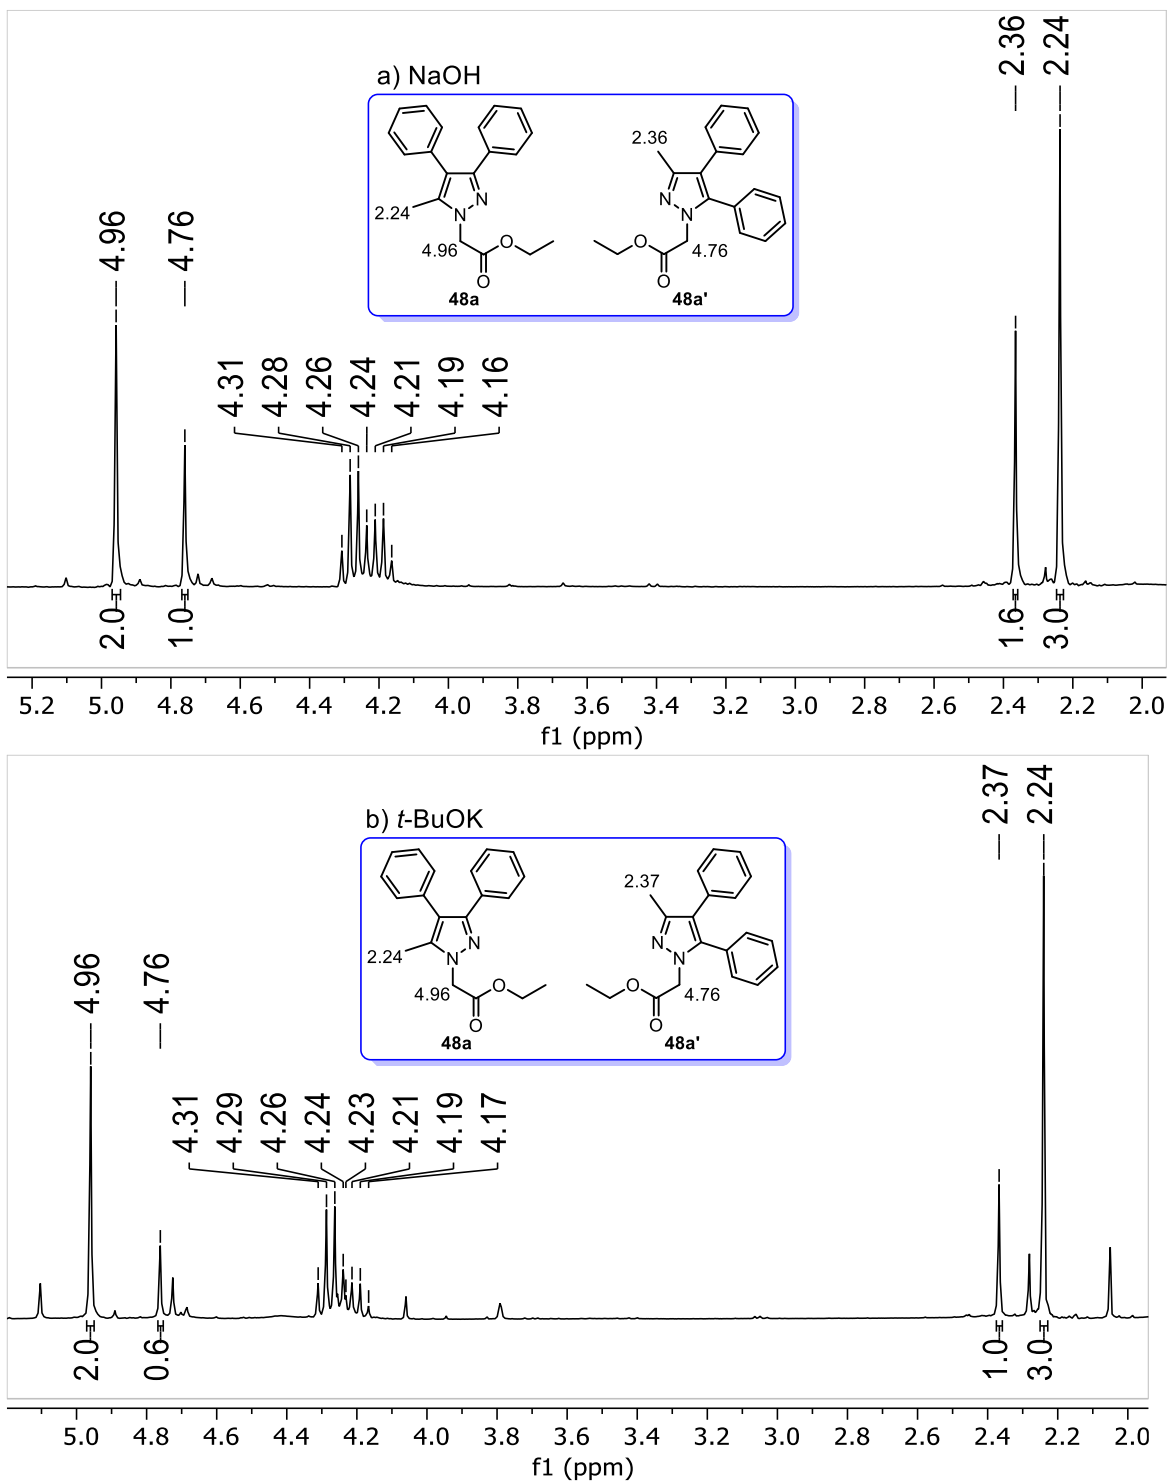 2.36
2.24
a) NaOH
4.96
4.76
2.36
N
N
N
N
2.24
4.96
O
O
O
O
4.76
48a
48a'
4.31
4.28
4.26
4.24
4.21
4.19
4.16
2.0
1.0
1.6
3.0
5.2 5.0 4.8 4.6 4.4 4.2 4.0 3.8 3.6 3.4 3.2 3.0 2.8 2.6 2.4 2.2 2.0
f1 (ppm)
2.37
2.24
b) t-BuOK
4.96
4.76
2.37
N
N
N
N
2.24
4.96
O
O
O
O
4.76
48a
48a'
4.31
4.29
4.26
4.24
4.23
4.21
4.19
4.17
2.0
0.6
1.0
3.0
5.0 4.8 4.6 4.4 4.2 4.0 3.8 3.6 3.4 3.2 3.0 2.8 2.6 2.4 2.2 2.0
f1 (ppm)